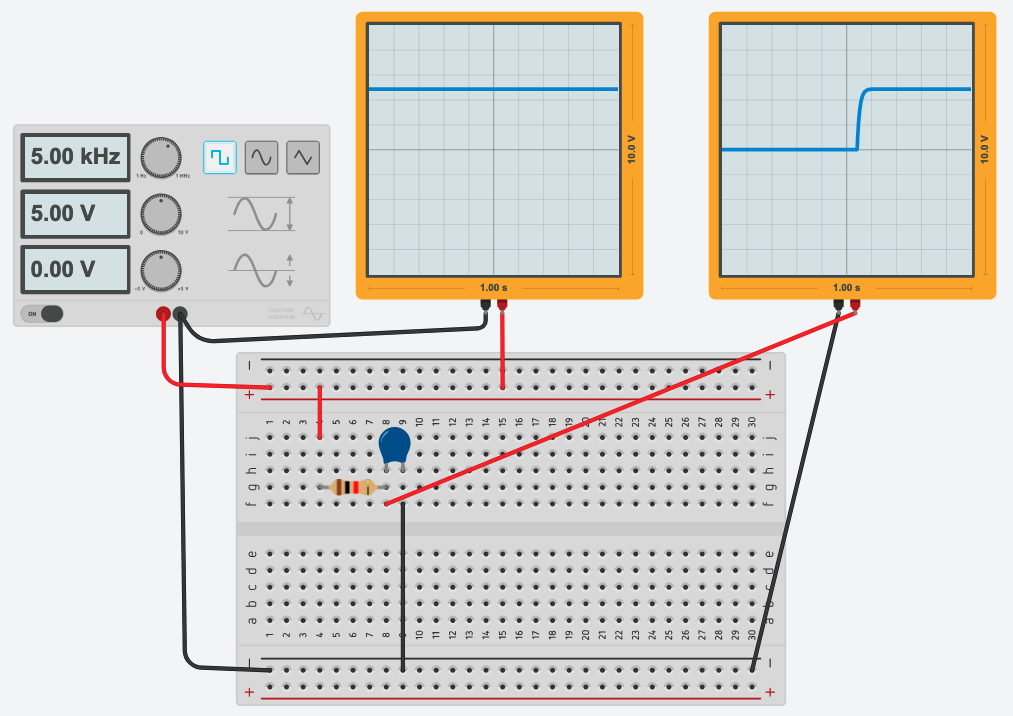 5.00 kHz
1 Hz
1 MHz
5.00 V
0
10 V
0.00 V
-5 V
+5 V
ON
FUNCTION
GENERATOR
10.0 V
1.00 s
10.0 V
1.00 s
− −
+ +
1 2 3 4 5 6 7 8 9 10 11 12 13 14 15 16 17 18 19 20 21 22 23 24 25 26 27 28 29 30
j j
i i
h h
g g
f f
e e
d d
c c
b b
a a
1 2 3 4 5 6 7 8 9 10 11 12 13 14 15 16 17 18 19 20 21 22 23 24 25 26 27 28 29 30
− −
+ +